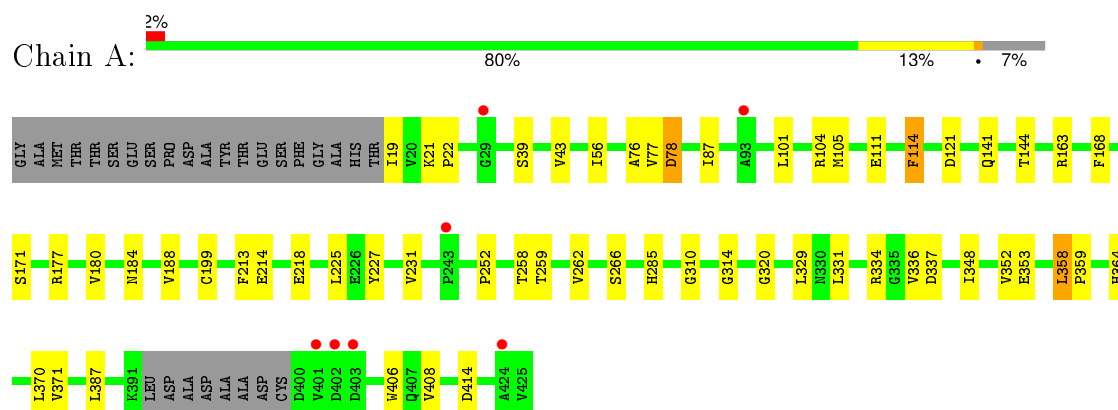 2%
Chain A:
80% 13% • 7%
GLY ALA MET THR THR SER GLU SER PRO ASP ALA TYR THR GLU SER PHE GLY ALA HIS THR I19 V20 K21 P22 G29 S39 V43 I56 A76 V77 D78 I87 A93 L101 R104 M105 E111 F114 D121 Q141 T144 R163 F168
S171 R177 V180 N184 V188 C199 F213 E214 E218 L225 E226 Y227 V231 P243 P252 T258 T259 V262 S266 H285 G310 G314 G320 L329 N330 L331 R334 G335 V336 D337 I348 V352 E353 L358 P359 H364
L370 V371 L387 K391 LEU ASP ALA ASP ALA ALA ASP CYS D400 V401 D402 D403 W406 Q407 V408 D414 A424 V425